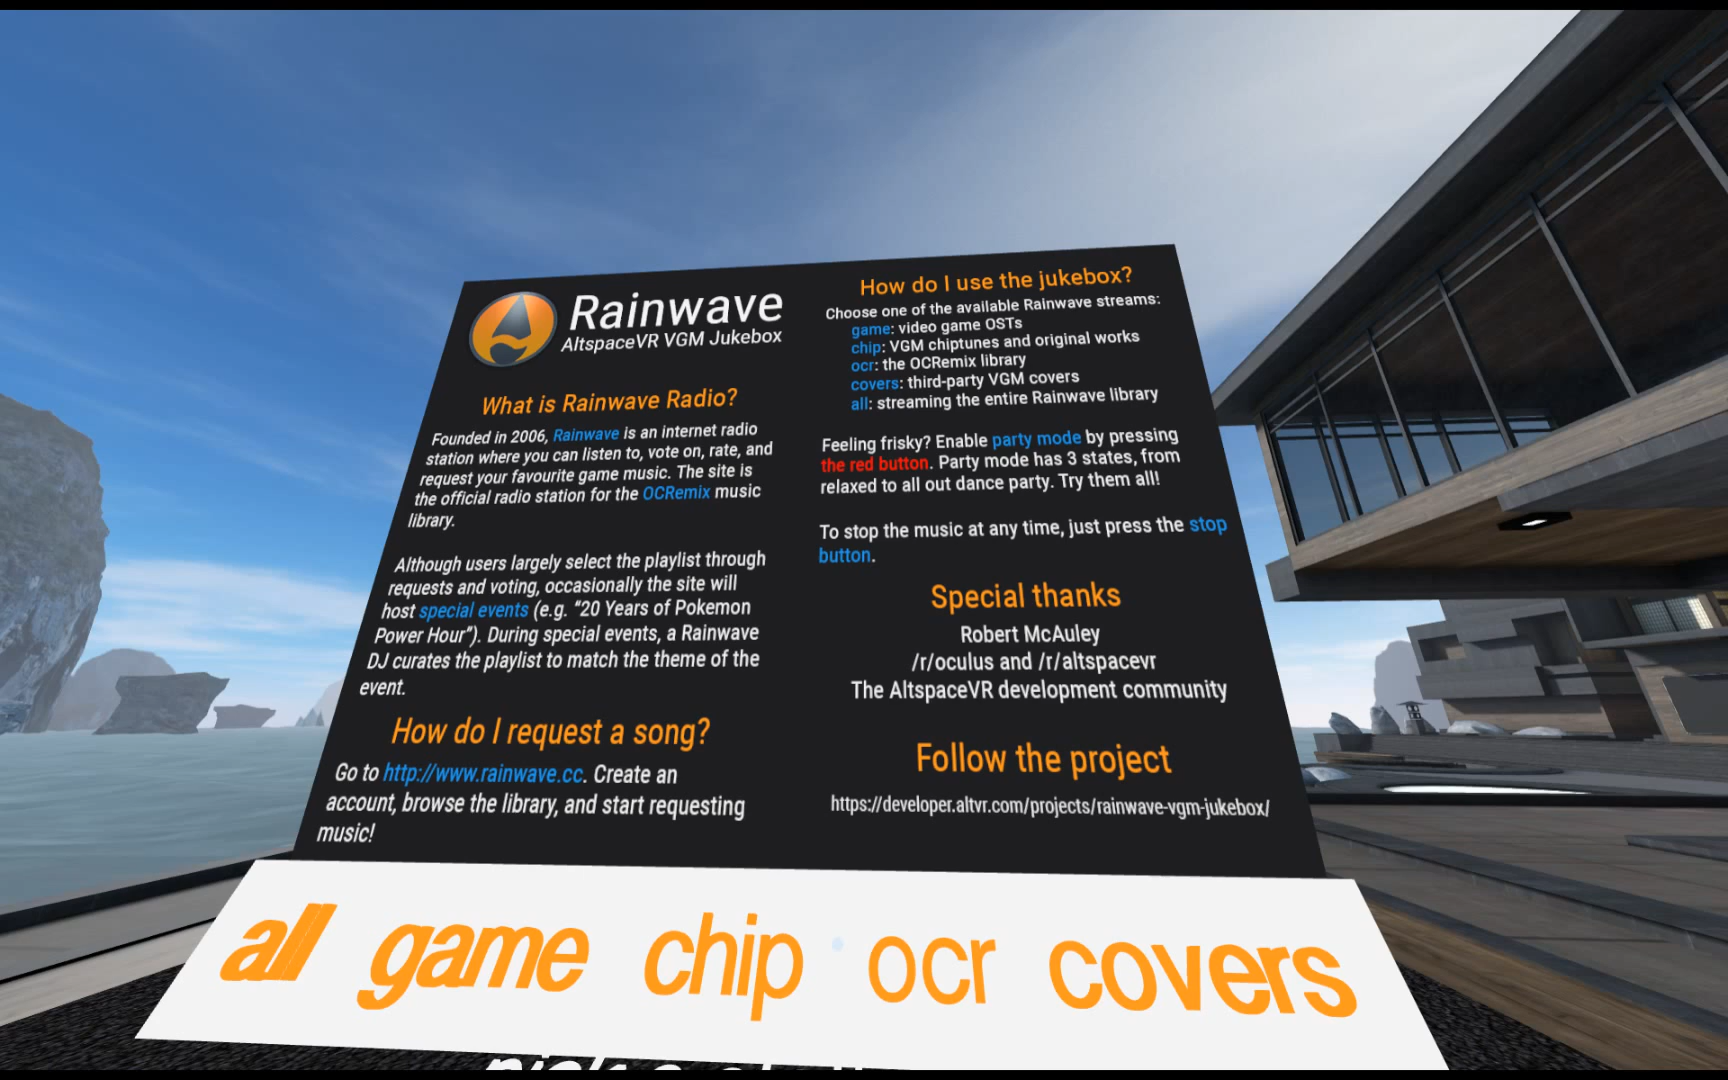 Rainwave
AltspaceVR VGM Jukebox
What is Rainwave Radio?
Founded in 2006, Rainwave is an internet radio
station where you can listen to, vote on, rate, and
request your favourite game music. The site is
the official radio station for the OCRemix music
library.
Although users largely select the playlist through
requests and voting, occasionally the site will
host special events (e.g. "20 Years of Pokemon
Power Hour"). During special events, a Rainwave
DJ curates the playlist to match the theme of the
event.
How do I request a song?
Go to http://www.rainwave.cc. Create an
account, browse the library, and start requesting
music!
How do I use the jukebox?
Choose one of the available Rainwave streams:
game: video game OSTs
chip: VGM chiptunes and original works
ocr: the OCRemix library
covers: third-party VGM covers
all: streaming the entire Rainwave library
Feeling frisky? Enable party mode by pressing
the red button. Party mode has 3 states, from
relaxed to all out dance party. Try them all!
To stop the music at any time, just press the stop
button.
Special thanks
Robert McAuley
/r/oculus and /r/altspacevr
The AltspaceVR development community
Follow the project
https://developer.altvr.com/projects/rainwave-vgm-jukebox/
all game chip ocr covers